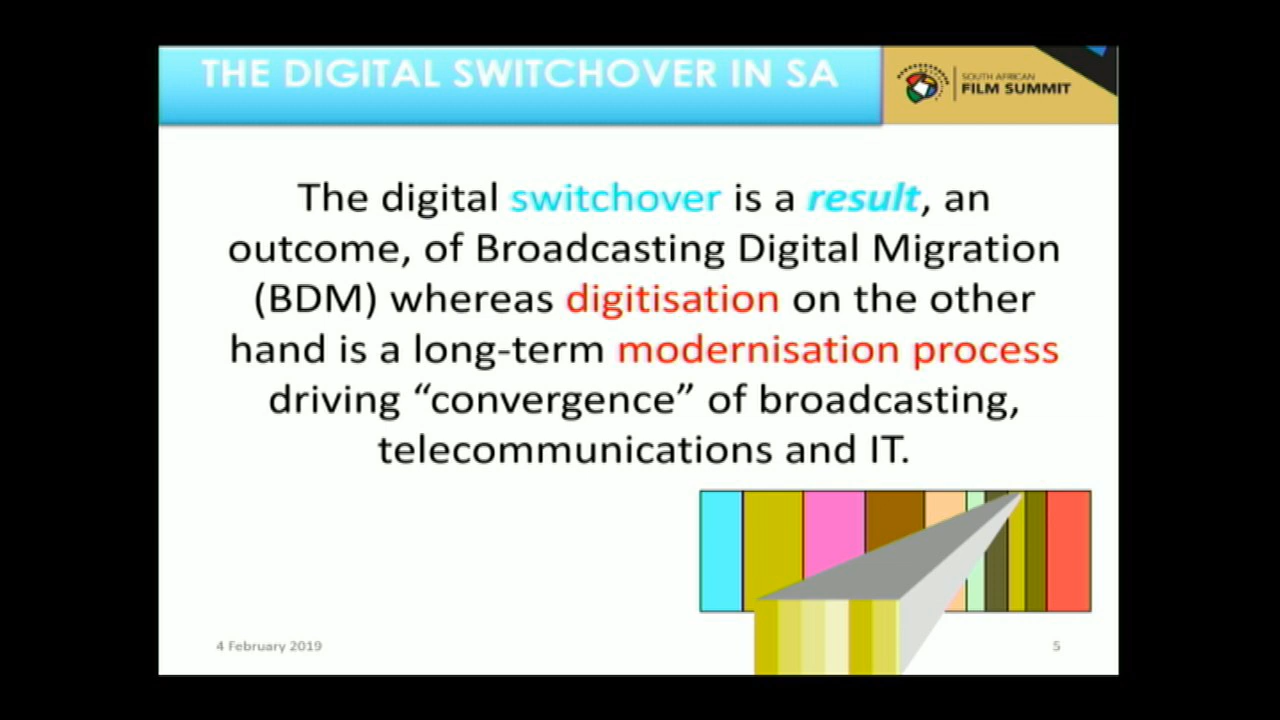 THE DIGITAL SWITCHOVER IN SA
SOUTH AFRICAN
FILM SUMMIT
The digital switchover is a result, an
outcome, of Broadcasting Digital Migration
(BDM) whereas digitisation on the other
hand is a long-term modernisation process
driving “convergence” of broadcasting,
telecommunications and IT.
4 February 2019
5